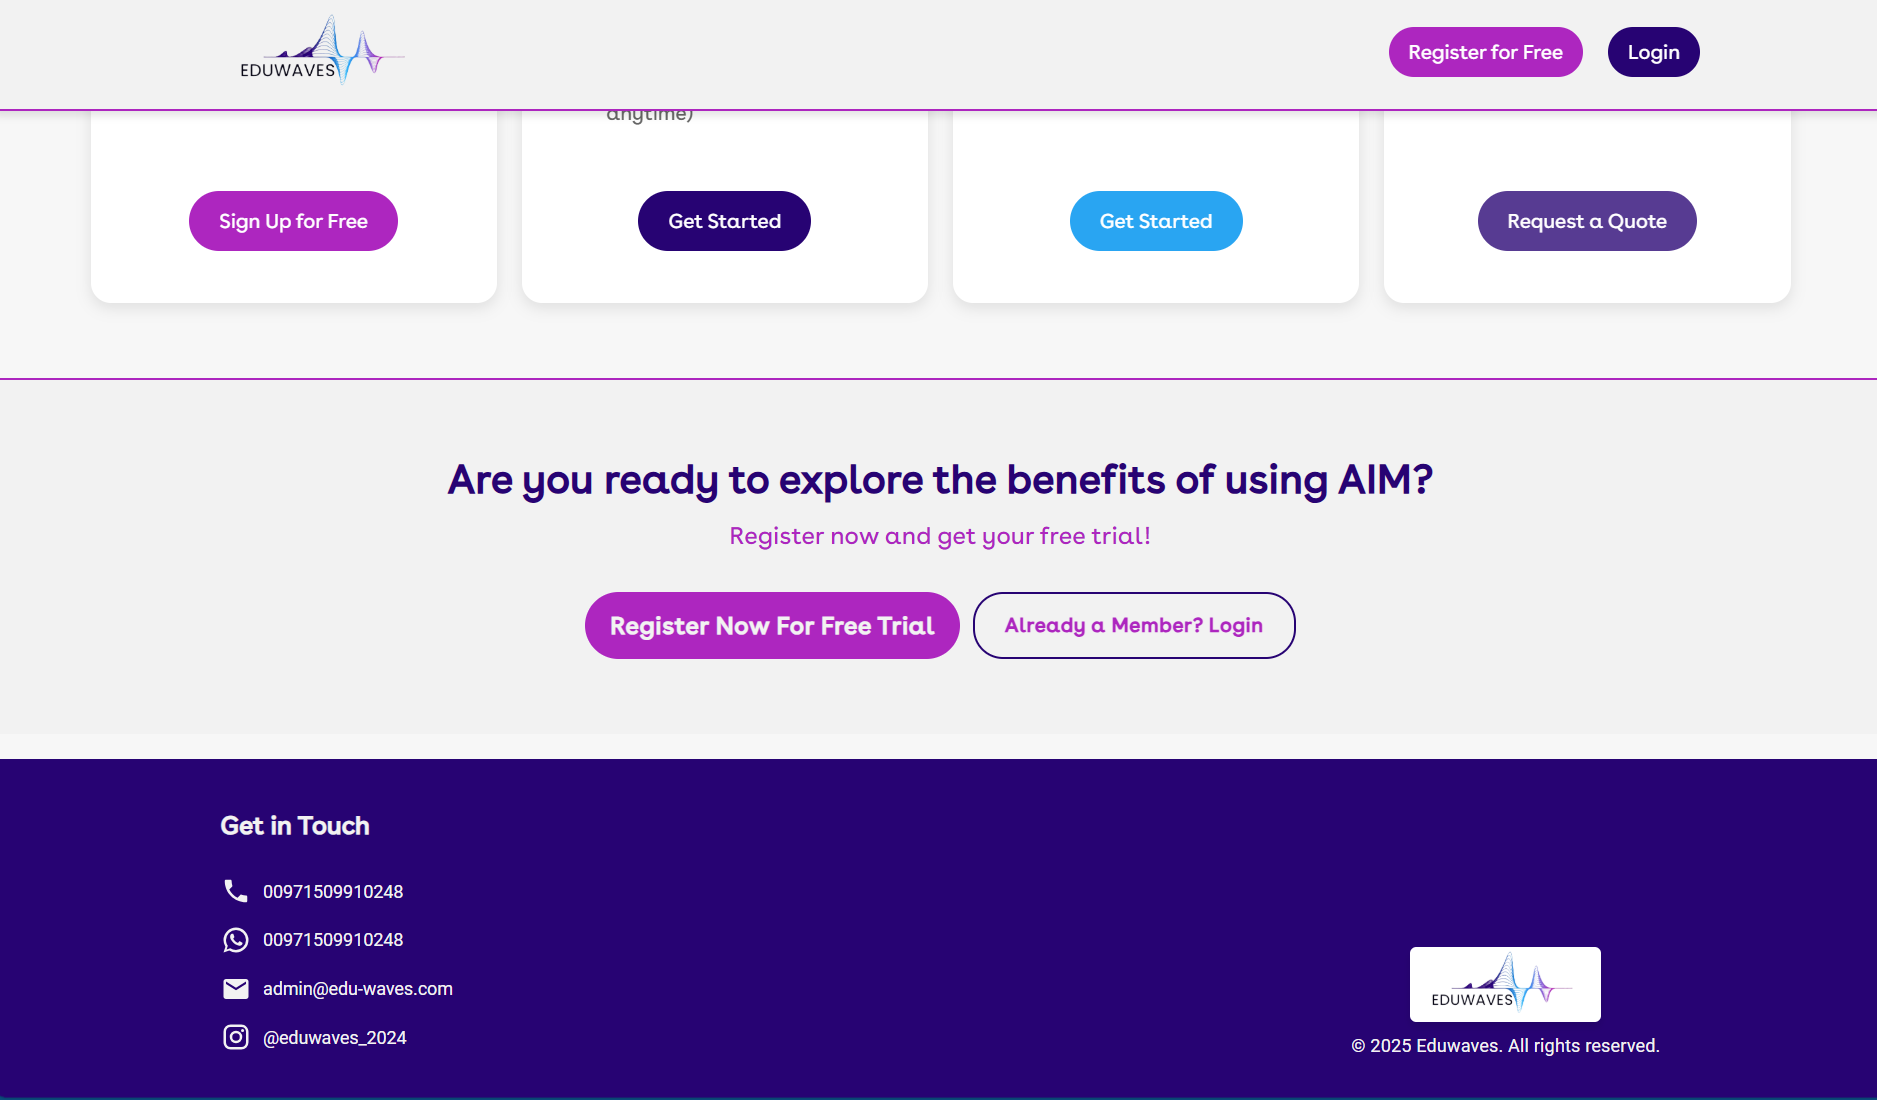 EDUWAVES
Register for Free
Login
anytime)
Sign Up for Free
Get Started
Get Started
Request a Quote
Are you ready to explore the benefits of using AIM?
Register now and get your free trial!
Register Now For Free Trial
Already a Member? Login
Get in Touch
00971509910248
00971509910248
admin@edu-waves.com
@eduwaves_2024
EDUWAVES
© 2025 Eduwaves. All rights reserved.